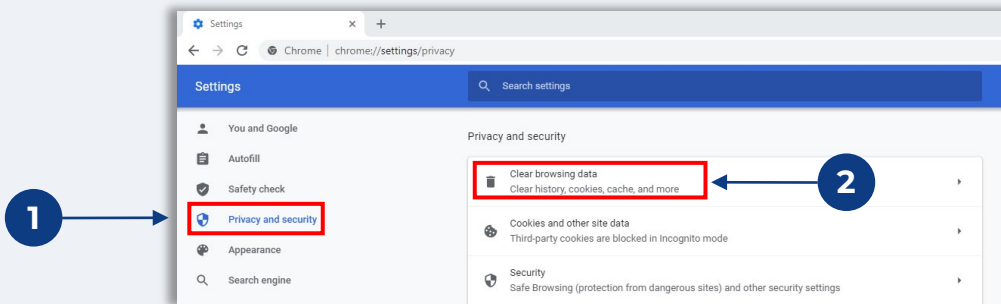 Settings
Chrome | chrome://settings/privacy
Settings
Search settings
You and Google
Autofill
Safety check
Privacy and security
Appearance
Search engine
Privacy and security
Clear browsing data
Clear history, cookies, cache, and more
Cookies and other site data
Third-party cookies are blocked in Incognito mode
Security
Safe Browsing (protection from dangerous sites) and other security settings
1
2